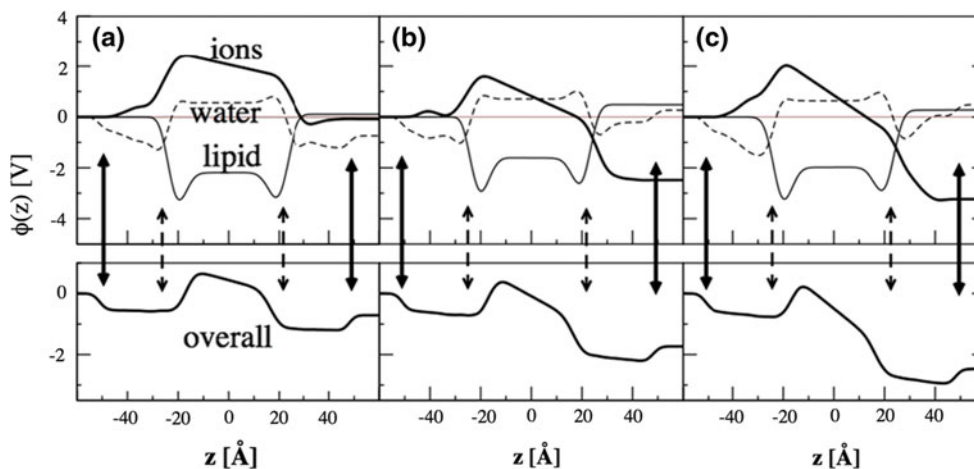 (a) (b) (c)
ions
water
lipid
ϕ(z) [V]
4
2
0
-2
-4
overall
0
-2
-40 -20 0 20 40 -40 -20 0 20 40 -40 -20 0 20 40
z [Å] z [Å] z [Å]